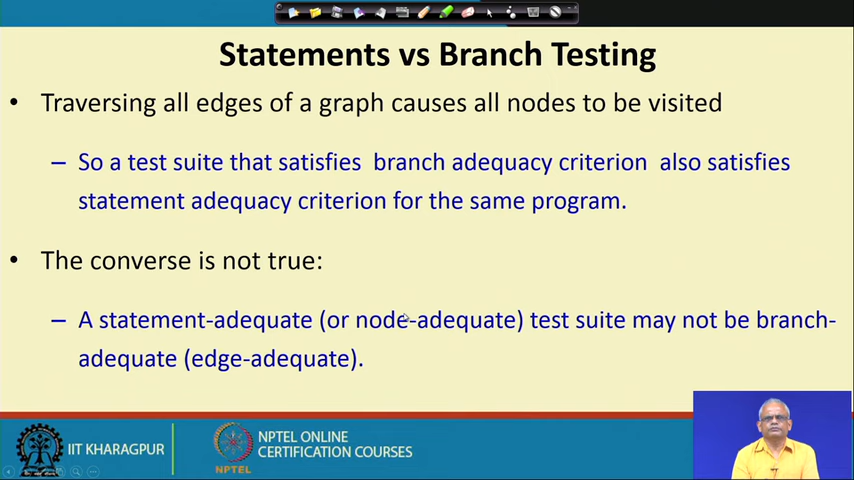 Statements vs Branch Testing
• Traversing all edges of a graph causes all nodes to be visited
– So a test suite that satisfies branch adequacy criterion also satisfies
statement adequacy criterion for the same program.
• The converse is not true:
– A statement-adequate (or node-adequate) test suite may not be branch-
adequate (edge-adequate).
IIT KHARAGPUR
NPTEL
NPTEL ONLINE
CERTIFICATION COURSES